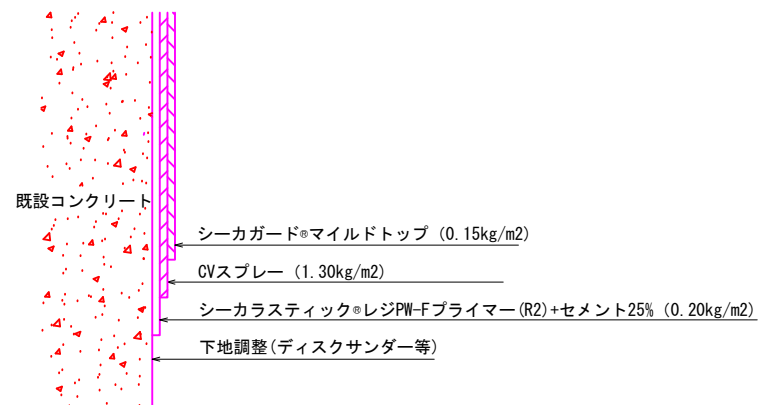 既設コンクリート
シーカガード®マイルドトップ (0.15kg/m2)
CVスプレー (1.30kg/m2)
シーカラスティック®レジPW-Fプライマー(R2)+セメント25% (0.20kg/m2)
下地調整(ディスクサンダー等)